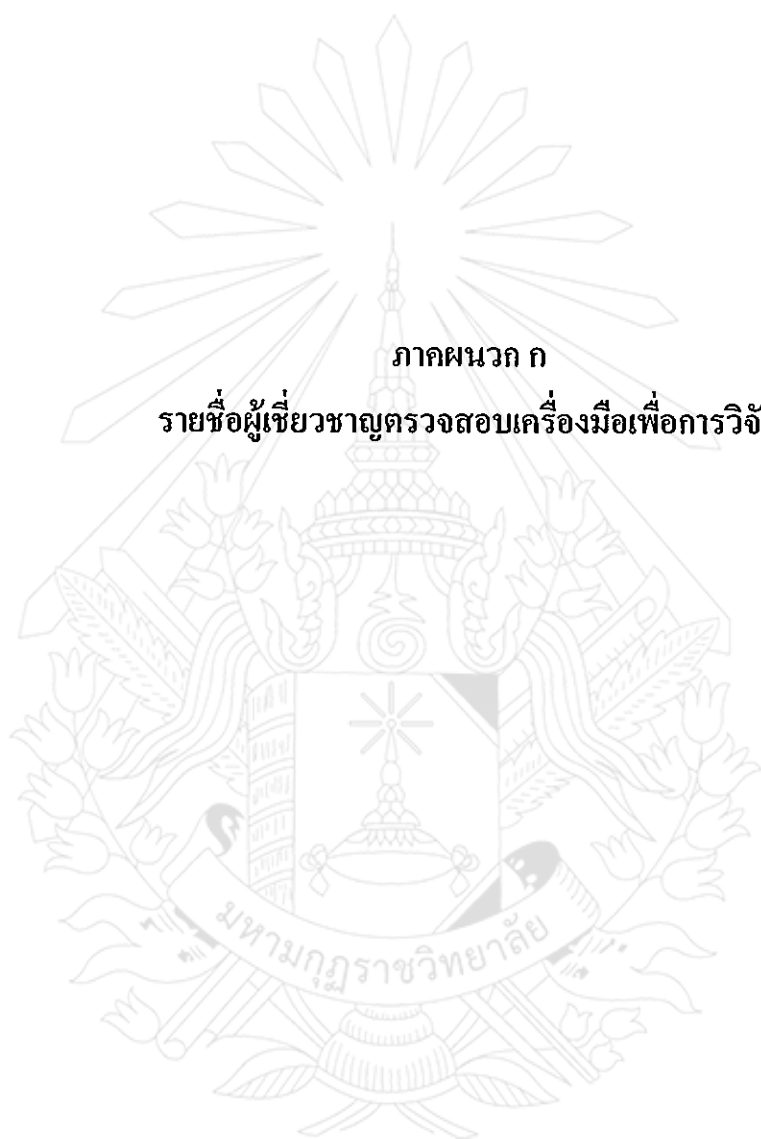 ภาคผนวก ก
รายชื่อผู้เชี่ยวชาญตรวจสอบเครื่องมือเพื่อการวิจั
มหามกุฏราชวิทยาลัย